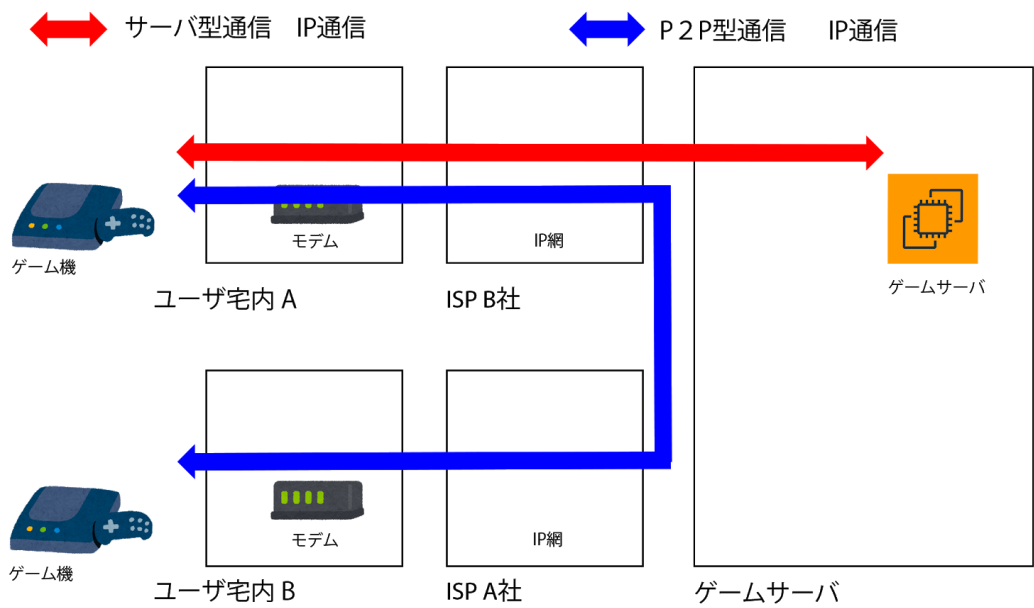 サーバ型通信　IP通信
P２P型通信　　IP通信
モデム
IP網
ゲーム機
ゲームサーバ
ユーザ宅内 A
ISP B社
モデム
IP網
ゲーム機
ユーザ宅内 B
ISP A社
ゲームサーバ